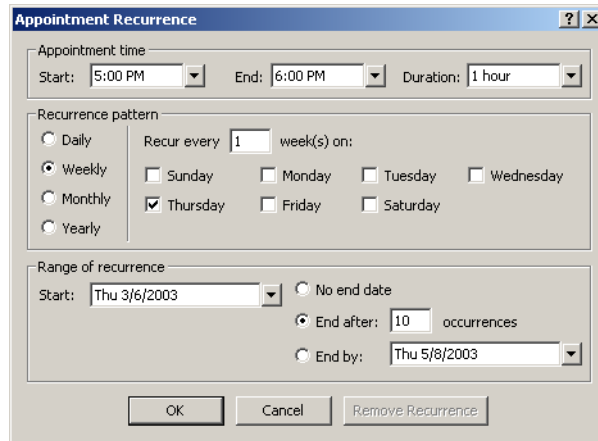 Appointment Recurrence
Appointment time
Start: 5:00 PM End: 6:00 PM Duration: 1 hour
Recurrence pattern
Daily Recur every 1 week(s) on:
Weekly Sunday Monday Tuesday Wednesday
Monthly Thursday Friday Saturday
Yearly
Range of recurrence
Start: Thu 3/6/2003 No end date
End after: 10 occurrences
End by: Thu 5/8/2003
OK Cancel Remove Recurrence